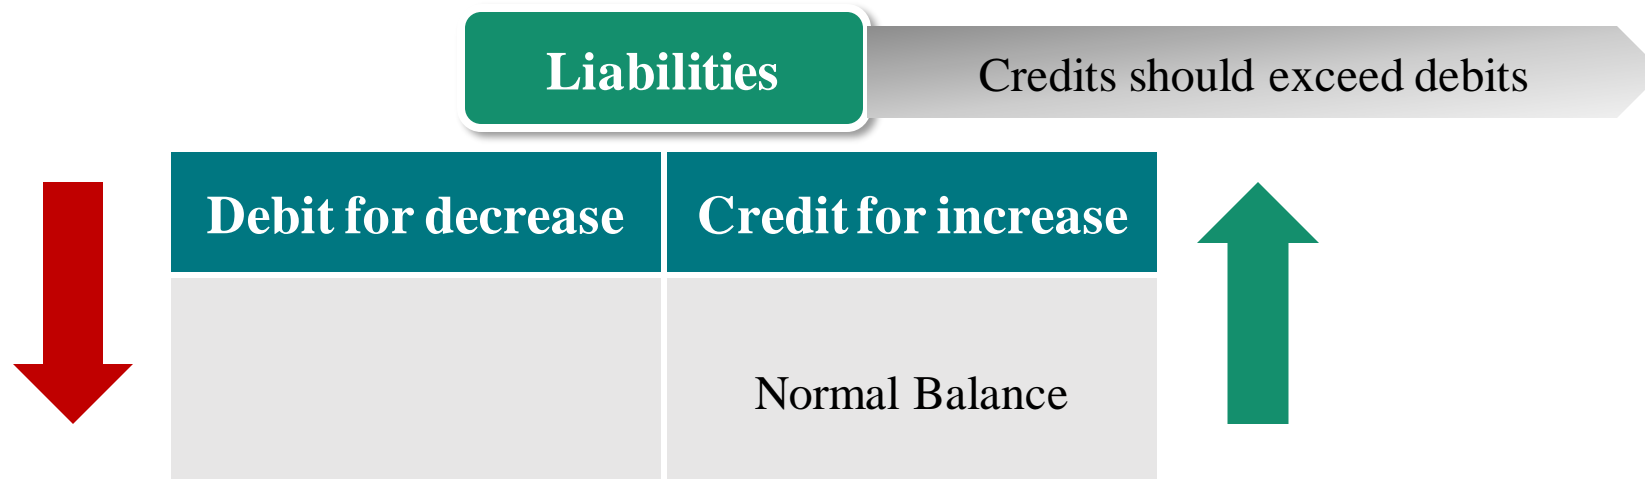 Liabilities
Credits should exceed debits
Debit for decrease
Credit for increase
Normal Balance